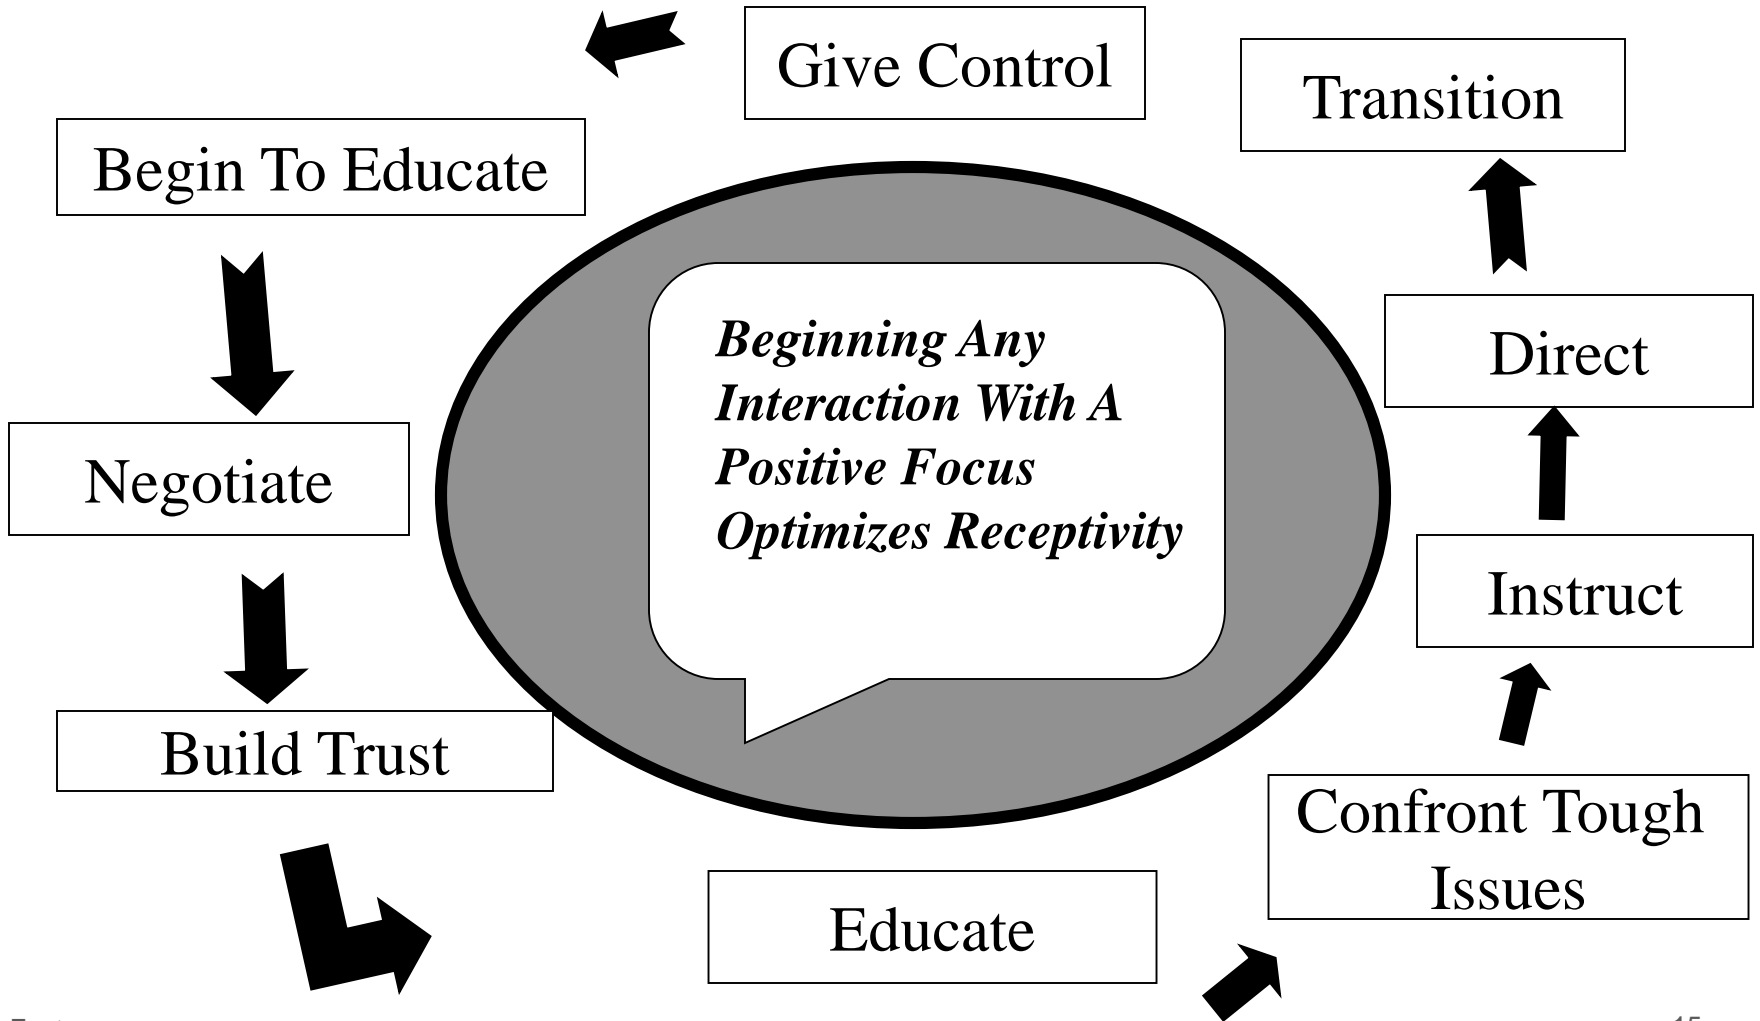 Give Control
Transition
Begin To Educate
Beginning Any
Interaction With A
Positive Focus
Optimizes Receptivity
Direct
Negotiate
Instruct
Build Trust
Confront Tough
Issues
Educate